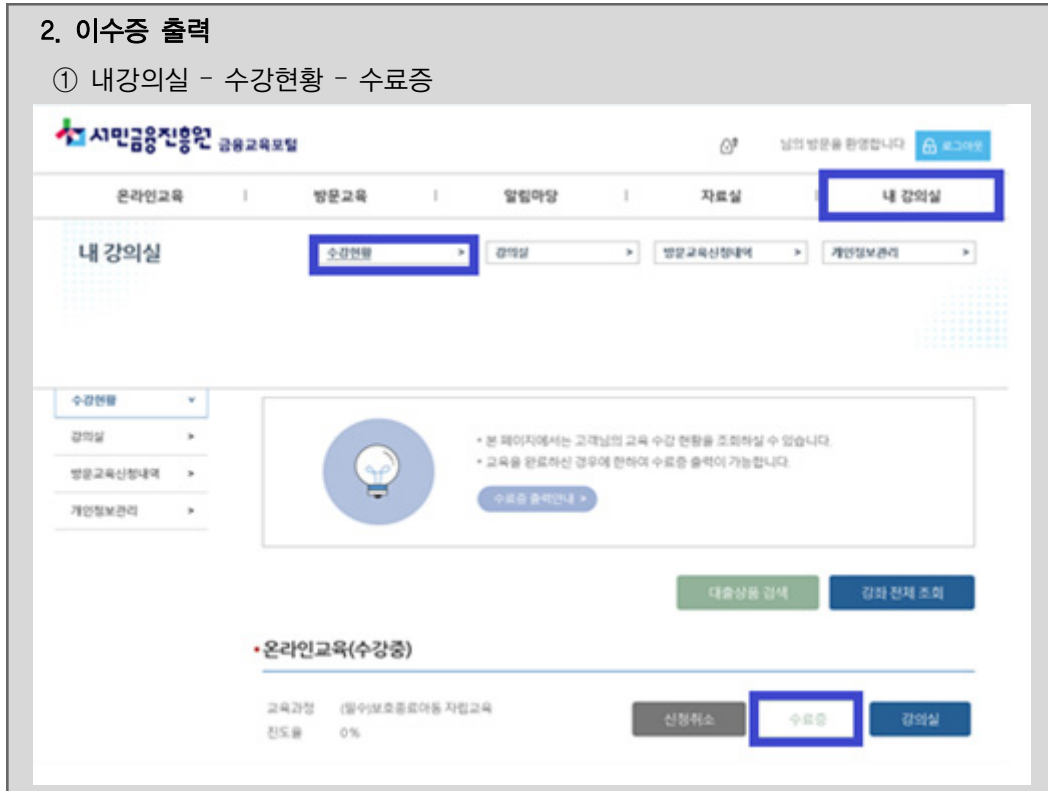 2. 이수증 출력
① 내강의실 - 수강현황 - 수료증
서민금융진흥원 금융교육포털
님의 방문을 환영합니다 로그아웃
온라인교육 | 방문교육 | 알림마당 | 자료실 | 내 강의실
내 강의실 수강현황 > 강의실 > 방문교육신청내역 > 개인정보관리 >
수강현황
강의실 >
방문교육신청내역 >
개인정보관리 >
• 본 페이지에서는 고객님의 교육 수강 현황을 조회하실 수 있습니다.
• 교육을 완료하신 경우에 한하여 수료증 출력이 가능합니다.
수료증 출력안내 >
대출상품 검색 강좌 전체 조회
• 온라인교육(수강중)
교육과정 (필수)보호종료아동 자립교육
진도율 0%
신청취소 수료증 강의실